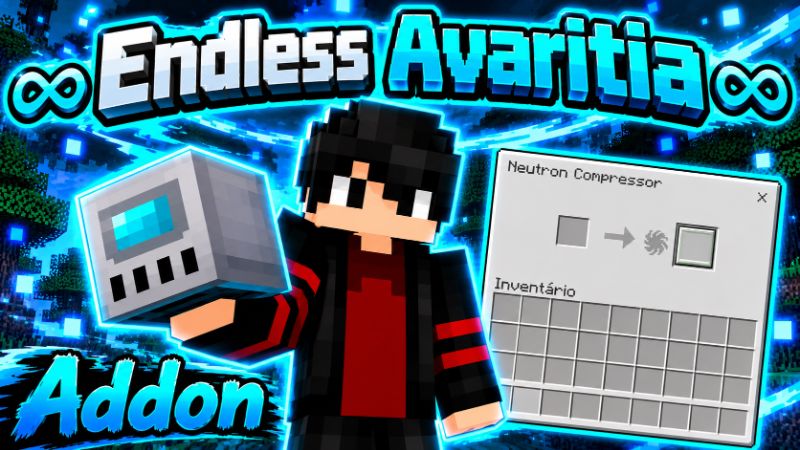 ∞ Endless Avaritia ∞
Neutron Compressor
Inventário
Addon